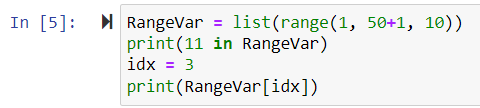 In [5]: RangeVar = list(range(1, 50+1, 10))
print(11 in RangeVar)
idx = 3
print(RangeVar[idx])